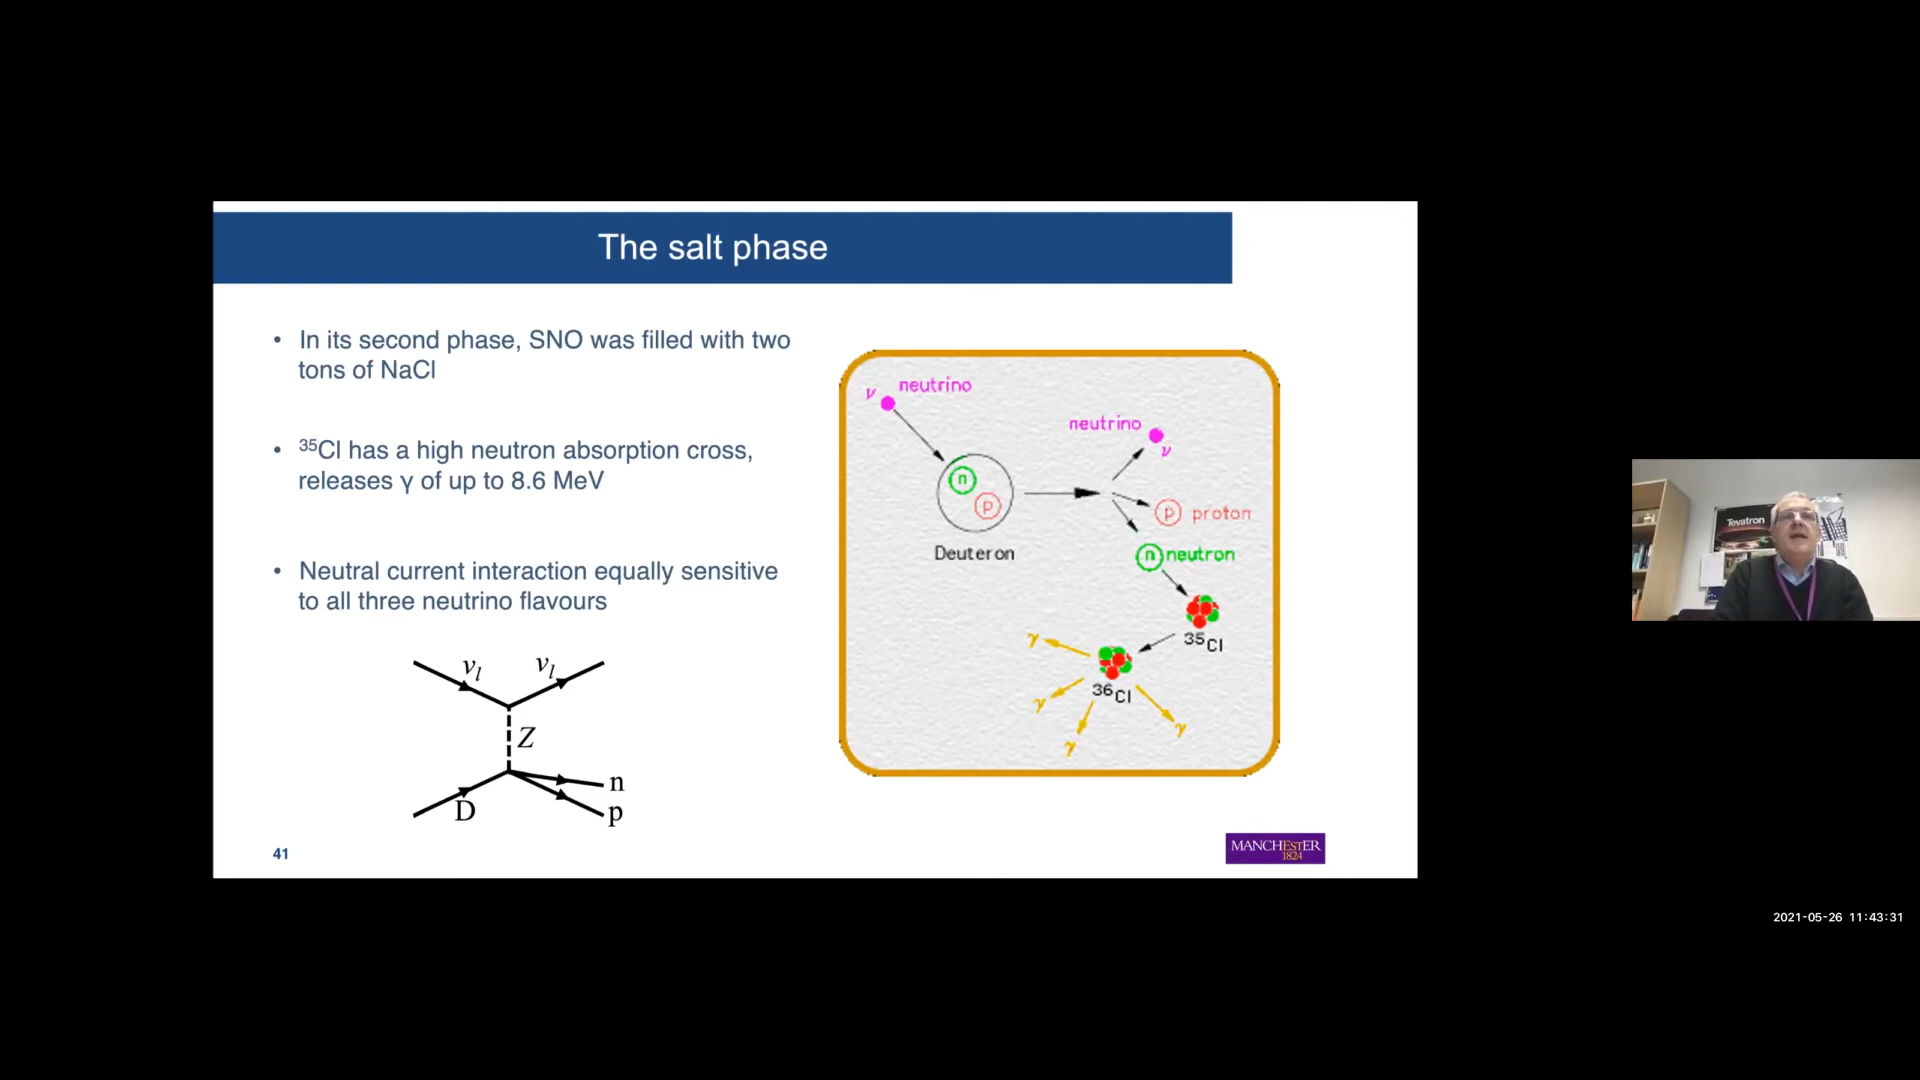 The salt phase
• In its second phase, SNO was filled with two
tons of NaCl
• ³⁵Cl has a high neutron absorption cross,
releases γ of up to 8.6 MeV
• Neutral current interaction equally sensitive
to all three neutrino flavours
νl
νl
Z
n
D
p
ν neutrino
neutrino
ν
n
p
p proton
Deuteron
n neutron
³⁵Cl
γ
³⁶Cl
γ
γ
γ
41
MANCHESTER
1824
Tevatron
2021-05-26 11:43:31